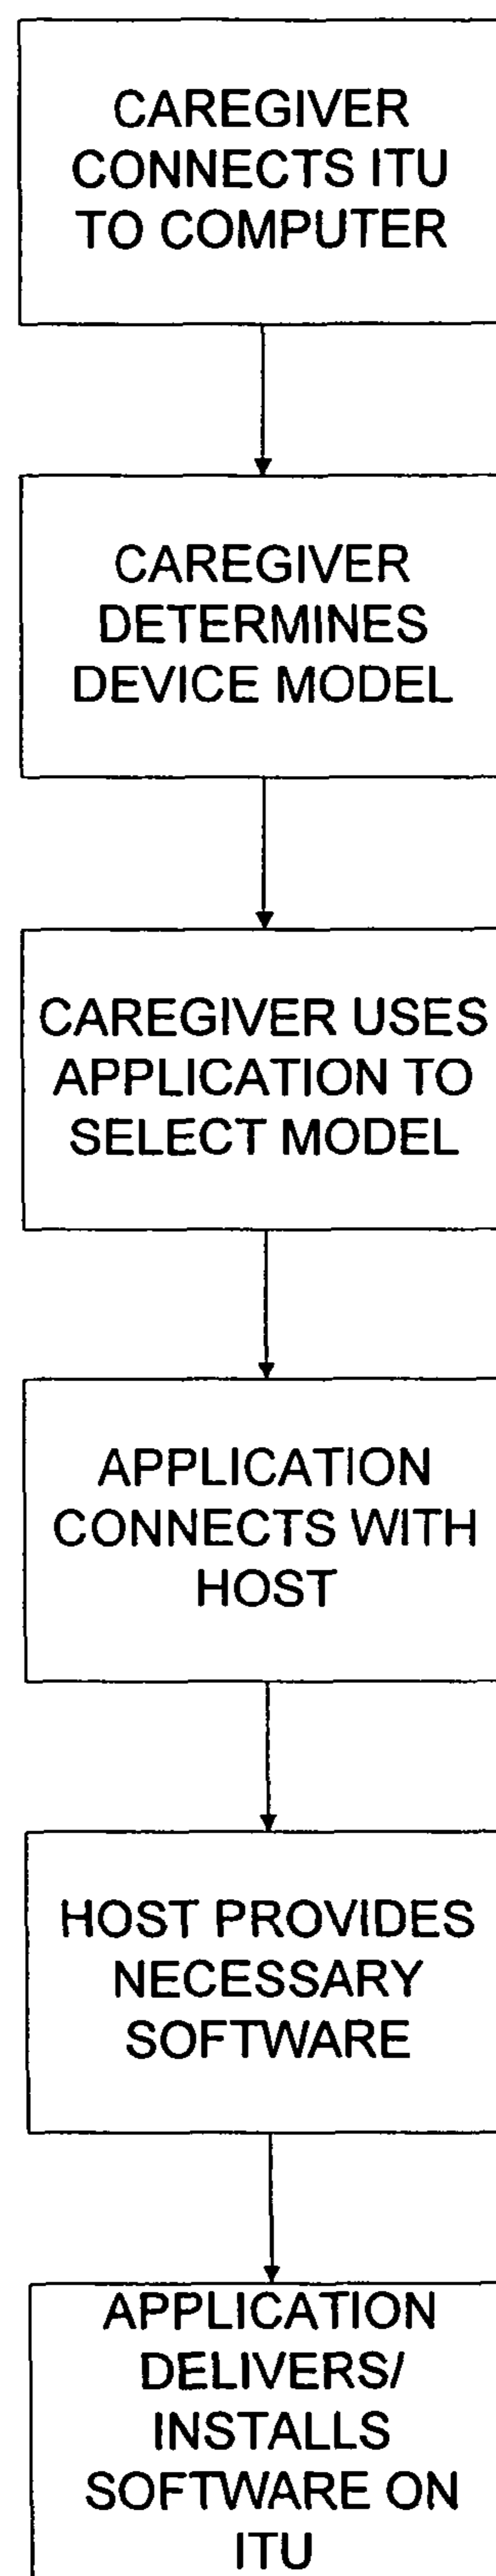 CAREGIVER
CONNECTS ITU
TO COMPUTER
CAREGIVER
DETERMINES
DEVICE MODEL
CAREGIVER USES
APPLICATION TO
SELECT MODEL
APPLICATION
CONNECTS WITH
HOST
HOST PROVIDES
NECESSARY
SOFTWARE
APPLICATION
DELIVERS/
INSTALLS
SOFTWARE ON
ITU